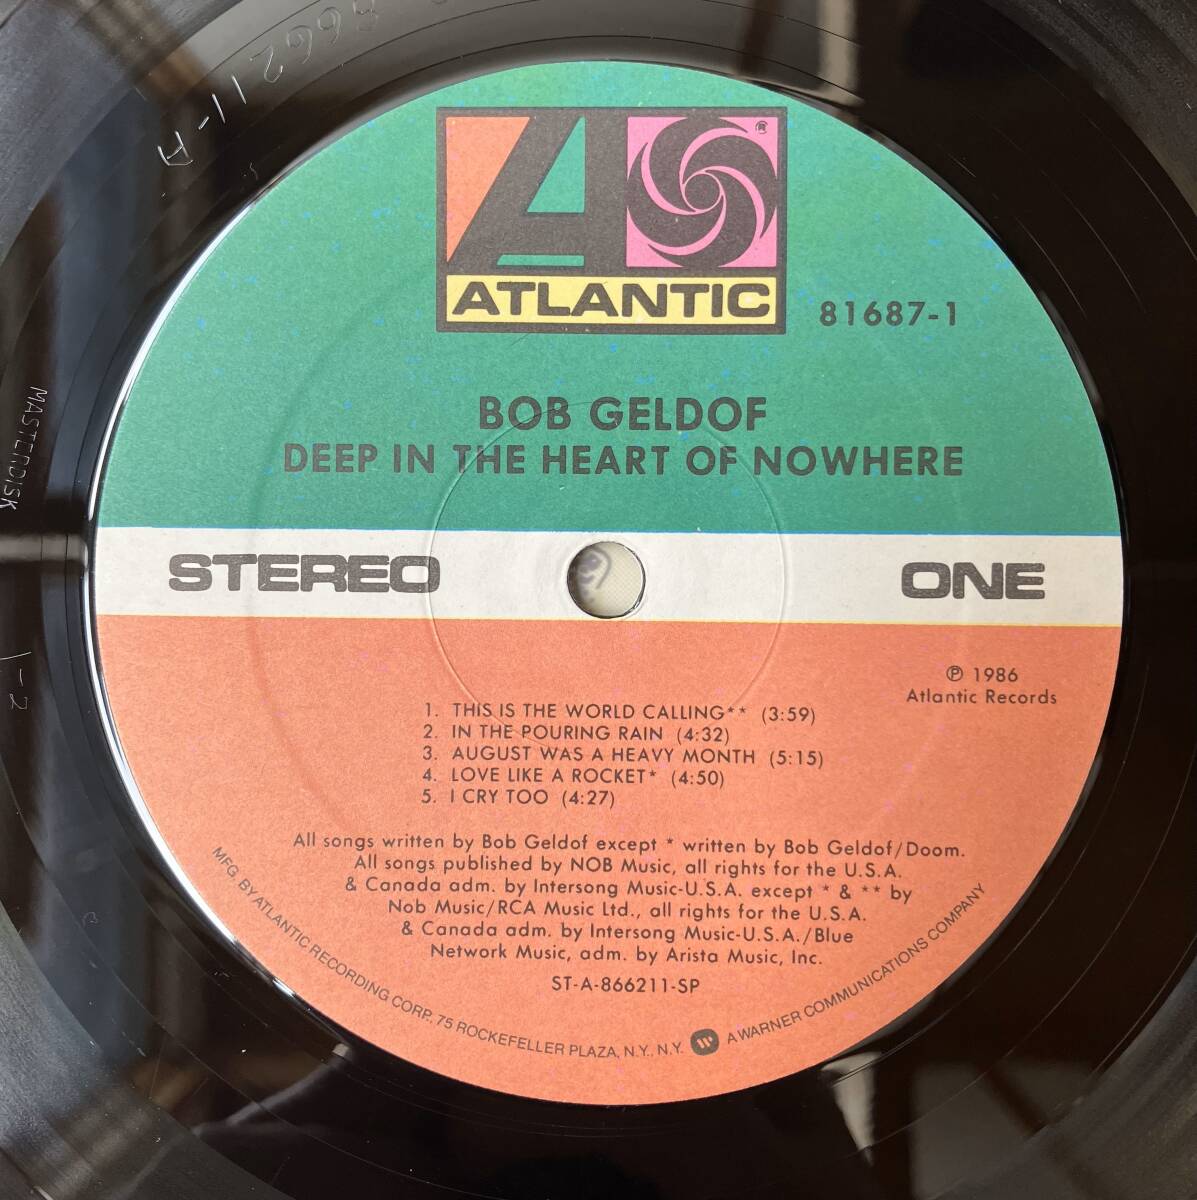 ATLANTIC
®
81687-1
BOB GELDOF
DEEP IN THE HEART OF NOWHERE
STEREO
ONE
℗ 1986
Atlantic Records
1. THIS IS THE WORLD CALLING** (3:59)
2. IN THE POURING RAIN (4:32)
3. AUGUST WAS A HEAVY MONTH (5:15)
4. LOVE LIKE A ROCKET* (4:50)
5. I CRY TOO (4:27)
All songs written by Bob Geldof except * written by Bob Geldof/Doom.
All songs published by NOB Music, all rights for the U.S.A.
& Canada adm. by Intersong Music-U.S.A. except * & ** by
Nob Music/RCA Music Ltd., all rights for the U.S.A.
& Canada adm. by Intersong Music-U.S.A./Blue
Network Music, adm. by Arista Music, Inc.
ST-A-866211-SP
MFG. BY ATLANTIC RECORDING CORP., 75 ROCKEFELLER PLAZA, N.Y., N.Y. A WARNER COMMUNICATIONS COMPANY
MASTERDISK
1-2